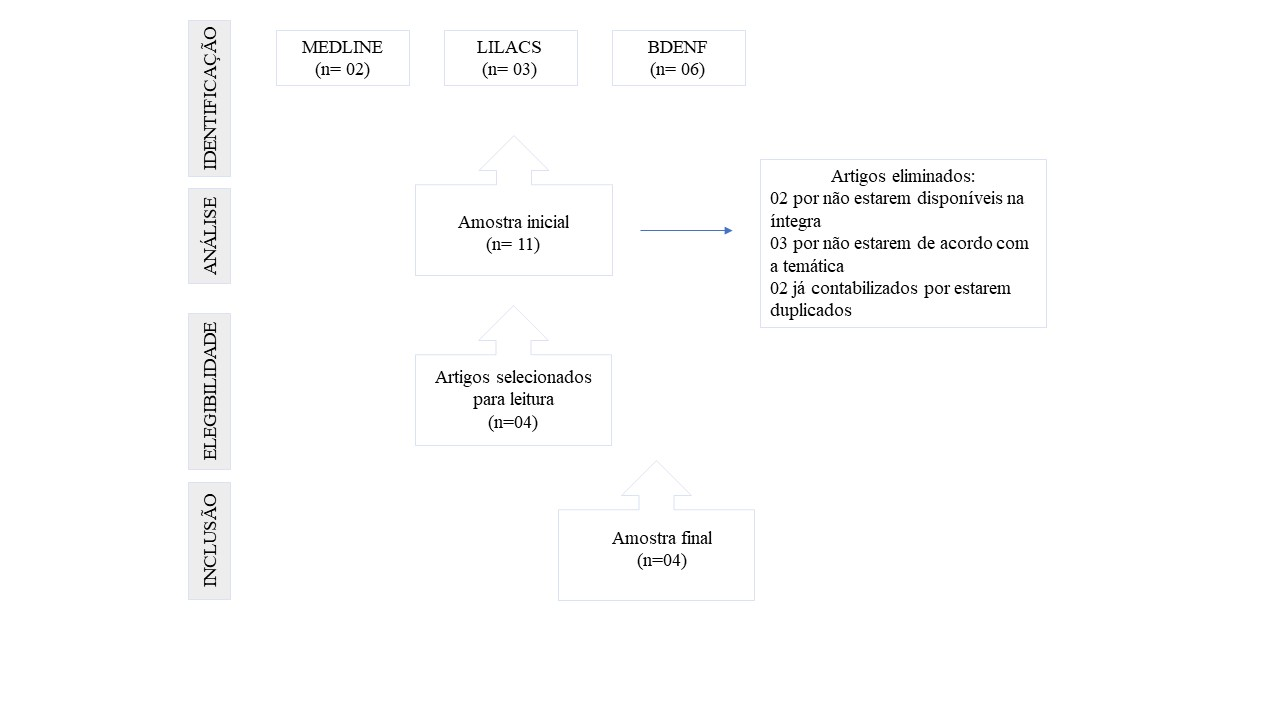 IDENTIFICAÇÃO
MEDLINE
(n= 02)
LILACS
(n= 03)
BDENF
(n= 06)
ANÁLISE
Amostra inicial
(n= 11)
Artigos eliminados:
02 por não estarem disponíveis na
íntegra
03 por não estarem de acordo com
a temática
02 já contabilizados por estarem
duplicados
ELEGIBILIDADE
Artigos selecionados
para leitura
(n=04)
INCLUSÃO
Amostra final
(n=04)